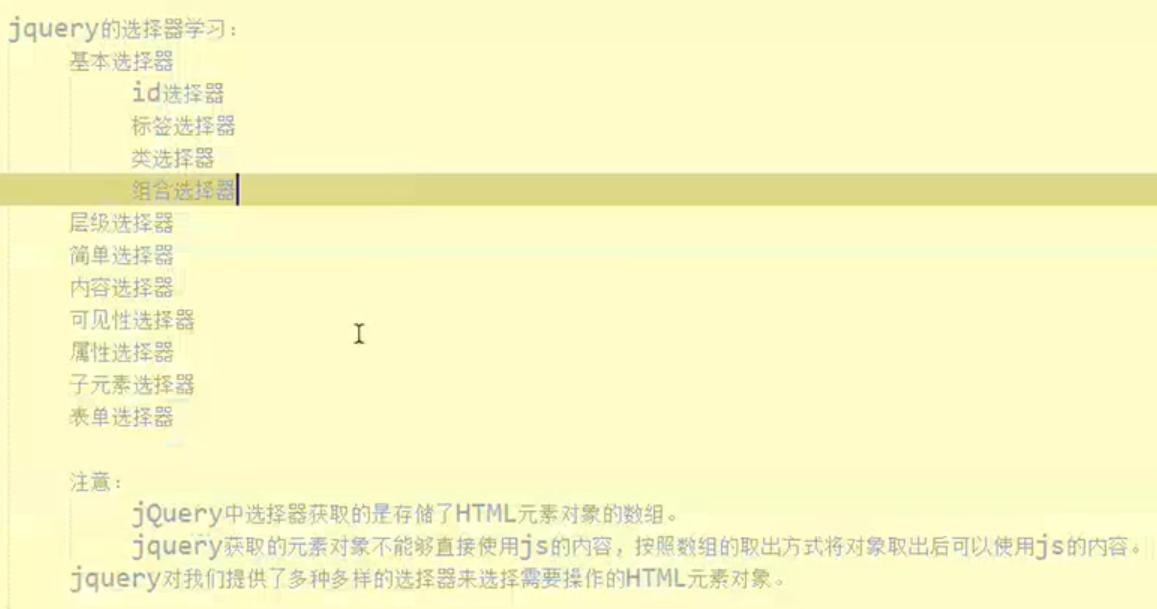 jquery的选择器学习：
基本选择器
id选择器
标签选择器
类选择器
组合选择器
层级选择器
简单选择器
内容选择器
可见性选择器
属性选择器
子元素选择器
表单选择器
注意：
jQuery中选择器获取的是存储了HTML元素对象的数组。
jquery获取的元素对象不能够直接使用js的内容，按照数组的取出方式将对象取出后可以使用js的内容。
jquery对我们提供了多种多样的选择器来选择需要操作的HTML元素对象。